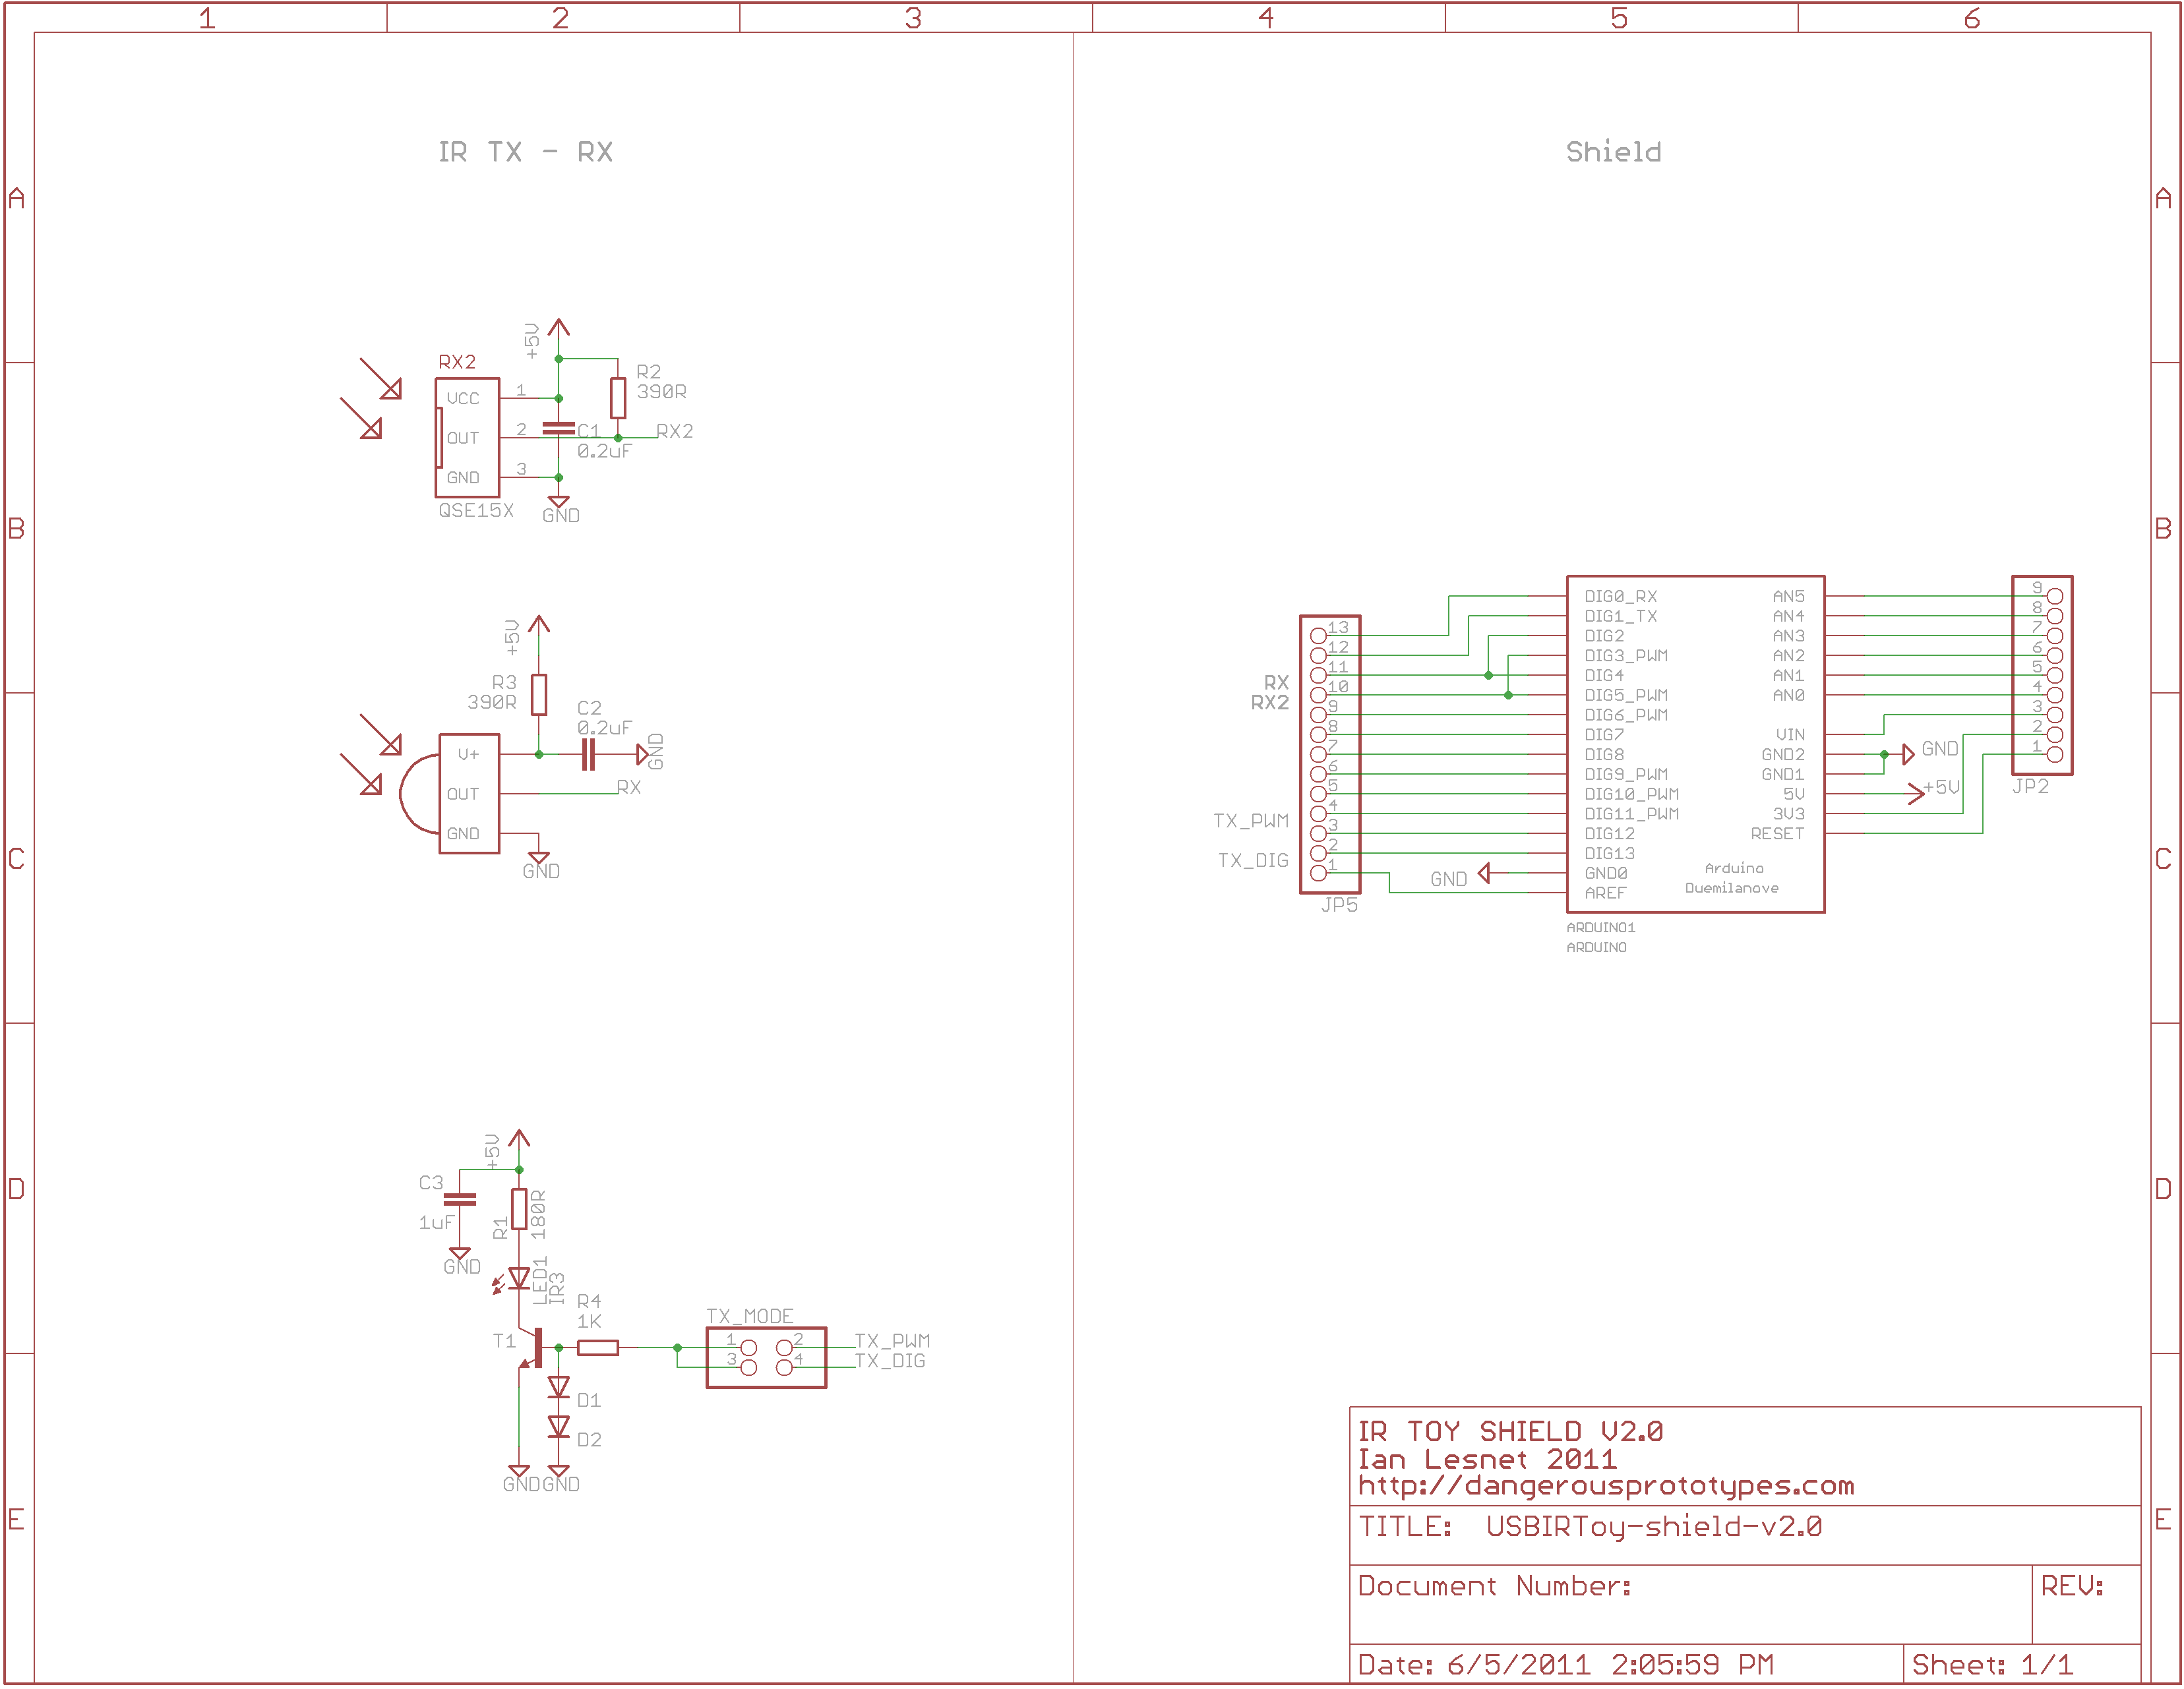 1 2 3 4 5 6
A A
B B
C C
D D
E E
IR TX - RX
RX2
+5V
R2
390R
VCC 1
OUT 2
GND 3
C1
0.2uF
RX2
QSE15X
GND
+5V
R3
390R
C2
0.2uF
GND
V+
OUT
GND
RX
GND
+5V
C3
1uF
GND
R1
180R
LED1
IR3
R4
1K
T1
D1
D2
GND GND
TX_MODE
1 2
3 4
TX_PWM
TX_DIG
Shield
RX
RX2
TX_PWM
TX_DIG
13
12
11
10
9
8
7
6
5
4
3
2
1
JP5
GND
DIG0_RX
DIG1_TX
DIG2
DIG3_PWM
DIG4
DIG5_PWM
DIG6_PWM
DIG7
DIG8
DIG9_PWM
DIG10_PWM
DIG11_PWM
DIG12
DIG13
GND0
AREF
AN5
AN4
AN3
AN2
AN1
AN0
VIN
GND2
GND1
5V
3V3
RESET
Arduino
Duemilanove
ARDUINO1
ARDUINO
GND
+5V
9
8
7
6
5
4
3
2
1
JP2
IR TOY SHIELD V2.0
Ian Lesnet 2011
http://dangerousprototypes.com
TITLE: USBIRToy-shield-v2.0
Document Number:
REV:
Date: 6/5/2011 2:05:59 PM
Sheet: 1/1